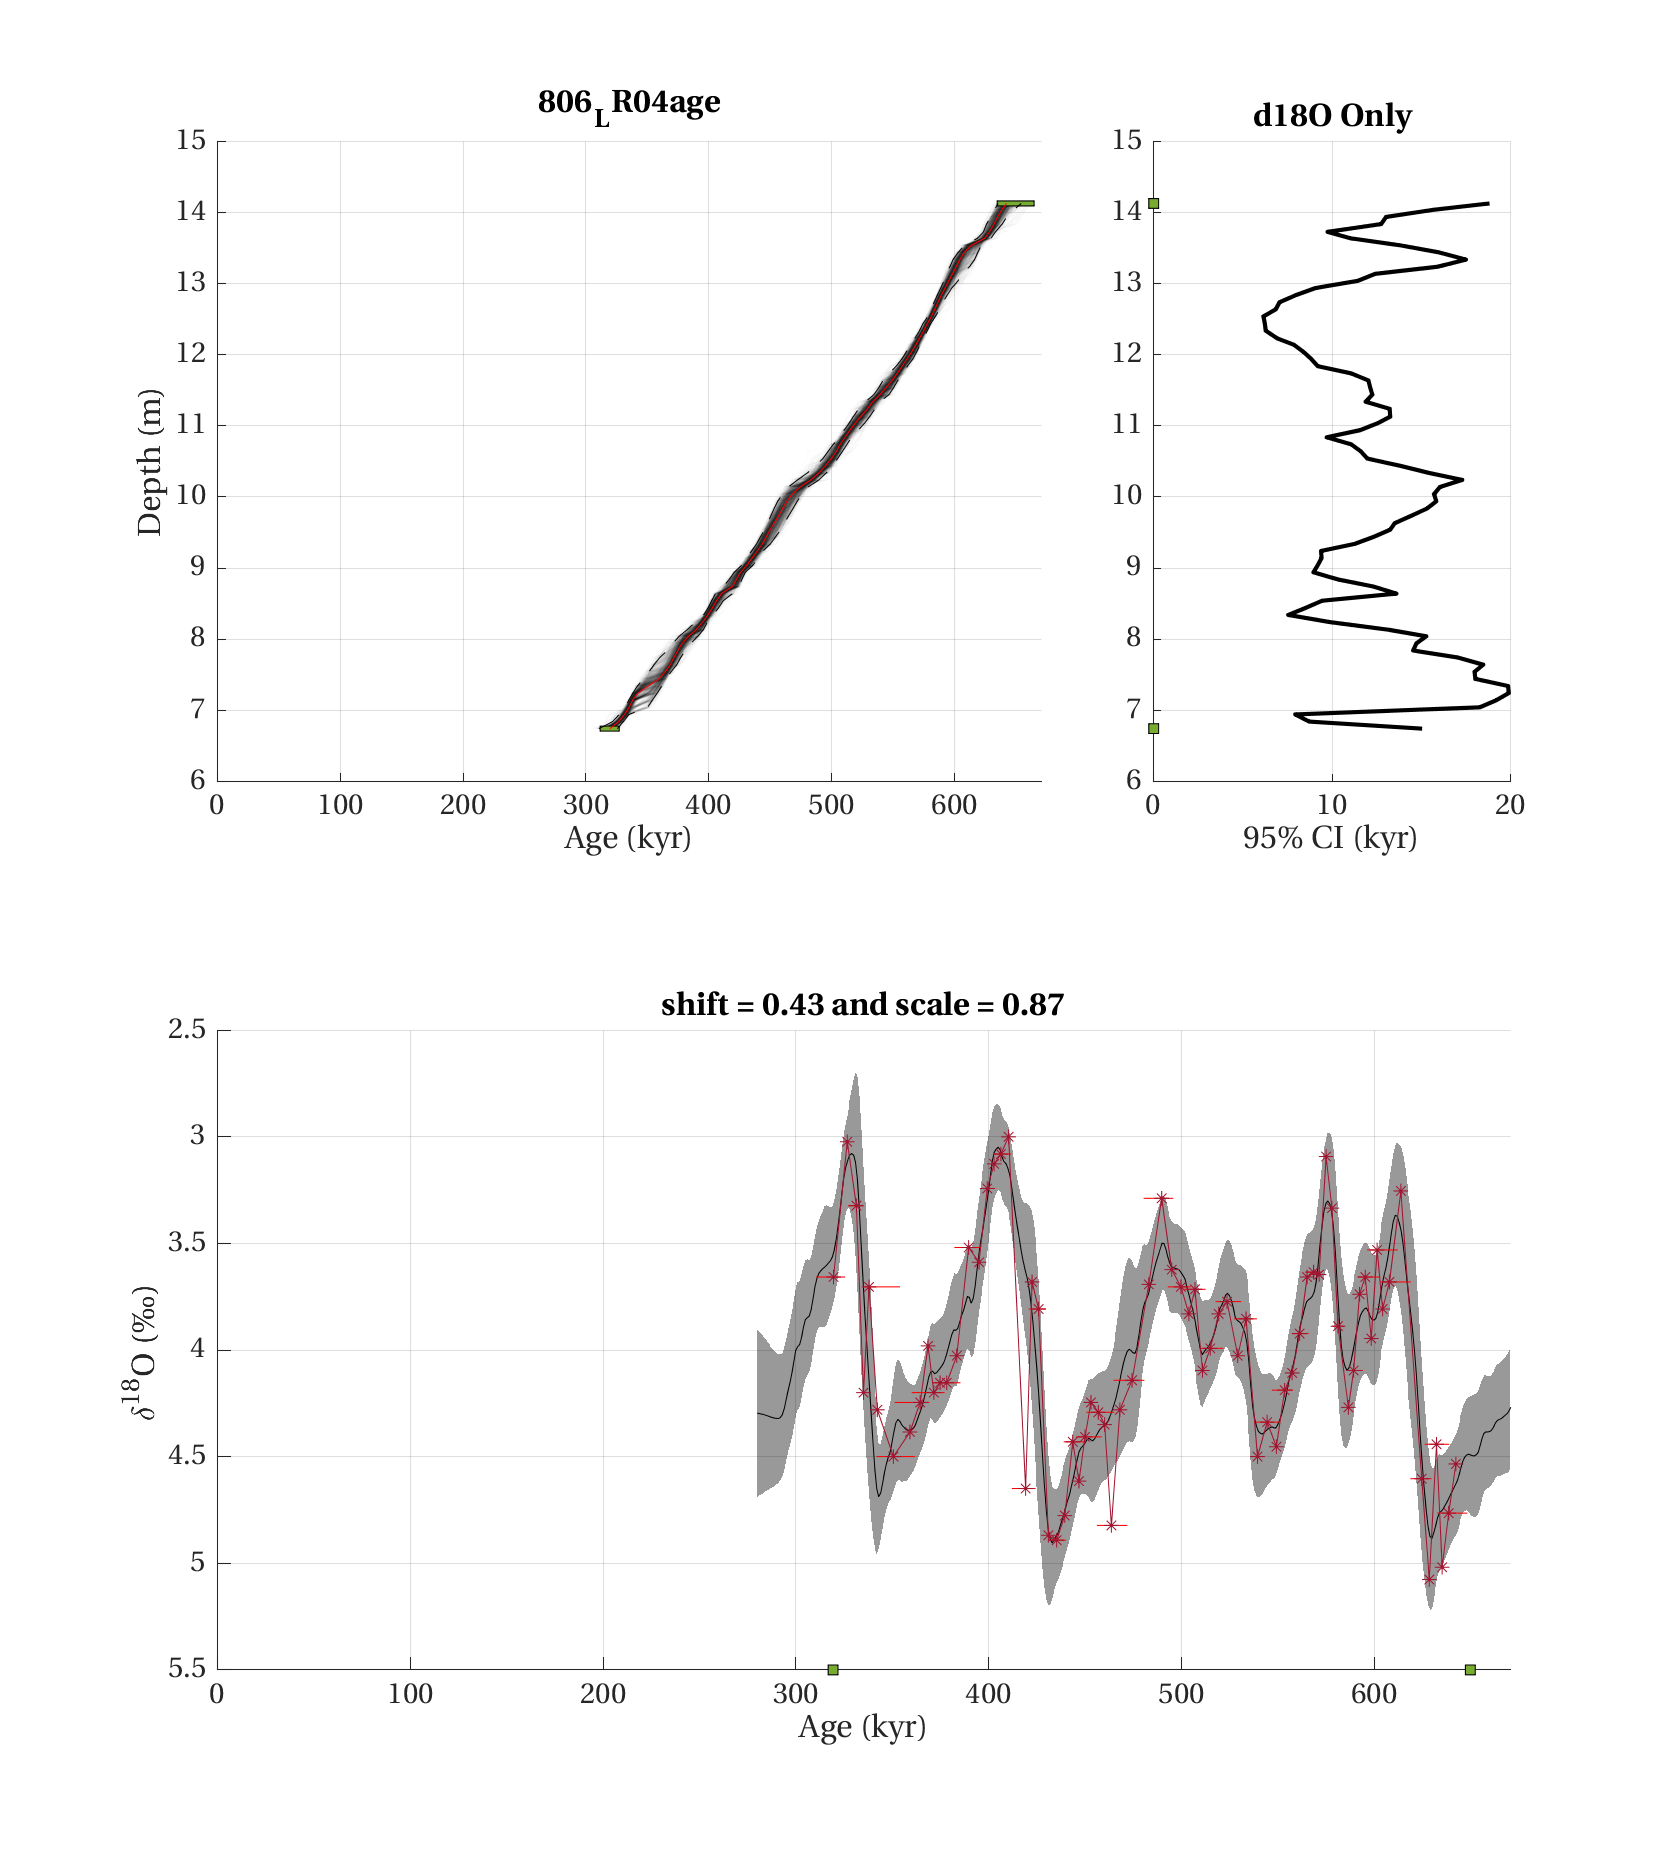 806_LR04age
d18O Only
15
14
13
12
11
10
9
8
7
6
Depth (m)
0 100 200 300 400 500 600
Age (kyr)
15
14
13
12
11
10
9
8
7
6
0 10 20
95% CI (kyr)
shift = 0.43 and scale = 0.87
2.5
3
3.5
4
4.5
5
5.5
δ¹⁸O (‰)
0 100 200 300 400 500 600
Age (kyr)